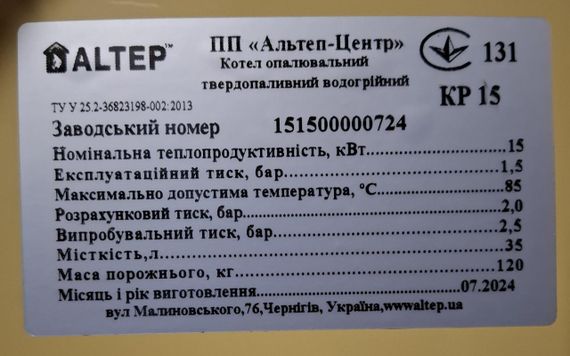 ALTEP™
ПП «Альтеп-Центр»
Котел опалювальний
твердопаливний водогрійний
131
КР 15
ТУ У 25.2-36823198-002:2013
Заводський номер 151500000724
Номінальна теплопродуктивність, кВт 15
Експлуатаційний тиск, бар 1,5
Максимально допустима температура, °С 85
Розрахунковий тиск, бар 2,0
Випробувальний тиск, бар 2,5
Місткість,л 35
Маса порожнього, кг 120
Місяць і рік виготовлення 07.2024
вул Малиновського,76,Чернігів, Україна,wwwaltep.ua